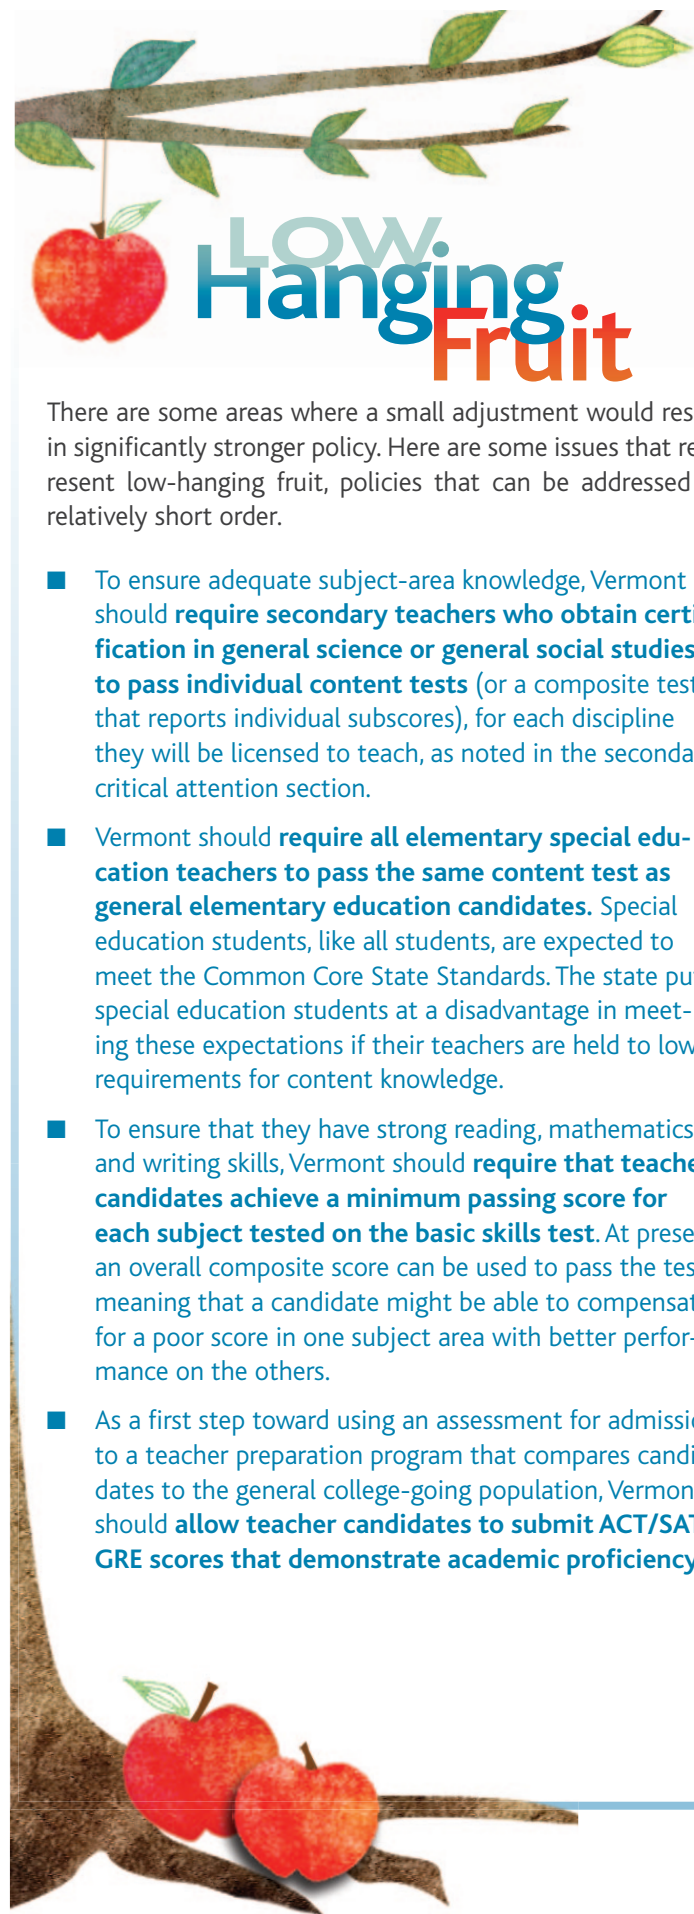 LOW
Hanging
Fruit
There are some areas where a small adjustment would res
in significantly stronger policy. Here are some issues that re
resent low-hanging fruit, policies that can be addressed
relatively short order.
■ To ensure adequate subject-area knowledge, Vermont
should require secondary teachers who obtain certi
fication in general science or general social studies
to pass individual content tests (or a composite test
that reports individual subscores), for each discipline
they will be licensed to teach, as noted in the seconda
critical attention section.
■ Vermont should require all elementary special edu-
cation teachers to pass the same content test as
general elementary education candidates. Special
education students, like all students, are expected to
meet the Common Core State Standards. The state pu
special education students at a disadvantage in meet-
ing these expectations if their teachers are held to low
requirements for content knowledge.
■ To ensure that they have strong reading, mathematics
and writing skills, Vermont should require that teache
candidates achieve a minimum passing score for
each subject tested on the basic skills test. At prese
an overall composite score can be used to pass the tes
meaning that a candidate might be able to compensat
for a poor score in one subject area with better perfor-
mance on the others.
■ As a first step toward using an assessment for admissio
to a teacher preparation program that compares candi
dates to the general college-going population, Vermon
should allow teacher candidates to submit ACT/SAT
GRE scores that demonstrate academic proficiency